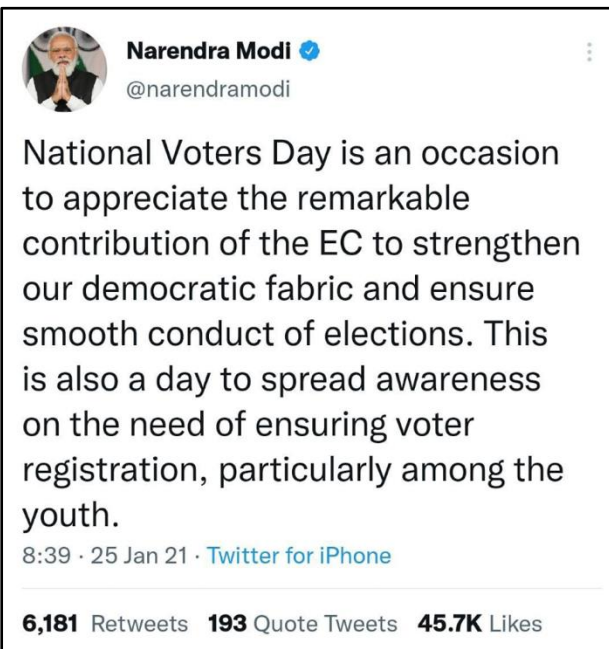 Narendra Modi
@narendramodi
National Voters Day is an occasion
to appreciate the remarkable
contribution of the EC to strengthen
our democratic fabric and ensure
smooth conduct of elections. This
is also a day to spread awareness
on the need of ensuring voter
registration, particularly among the
youth.
8:39 · 25 Jan 21 · Twitter for iPhone
6,181 Retweets 193 Quote Tweets 45.7K Likes